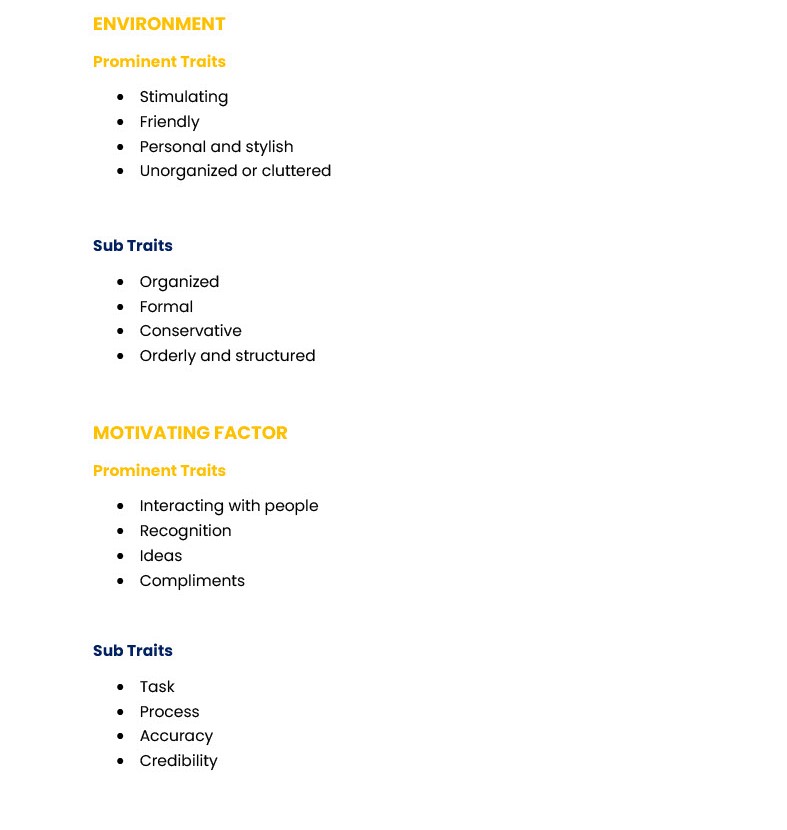 ENVIRONMENT
Prominent Traits
• Stimulating
• Friendly
• Personal and stylish
• Unorganized or cluttered
Sub Traits
• Organized
• Formal
• Conservative
• Orderly and structured
MOTIVATING FACTOR
Prominent Traits
• Interacting with people
• Recognition
• Ideas
• Compliments
Sub Traits
• Task
• Process
• Accuracy
• Credibility